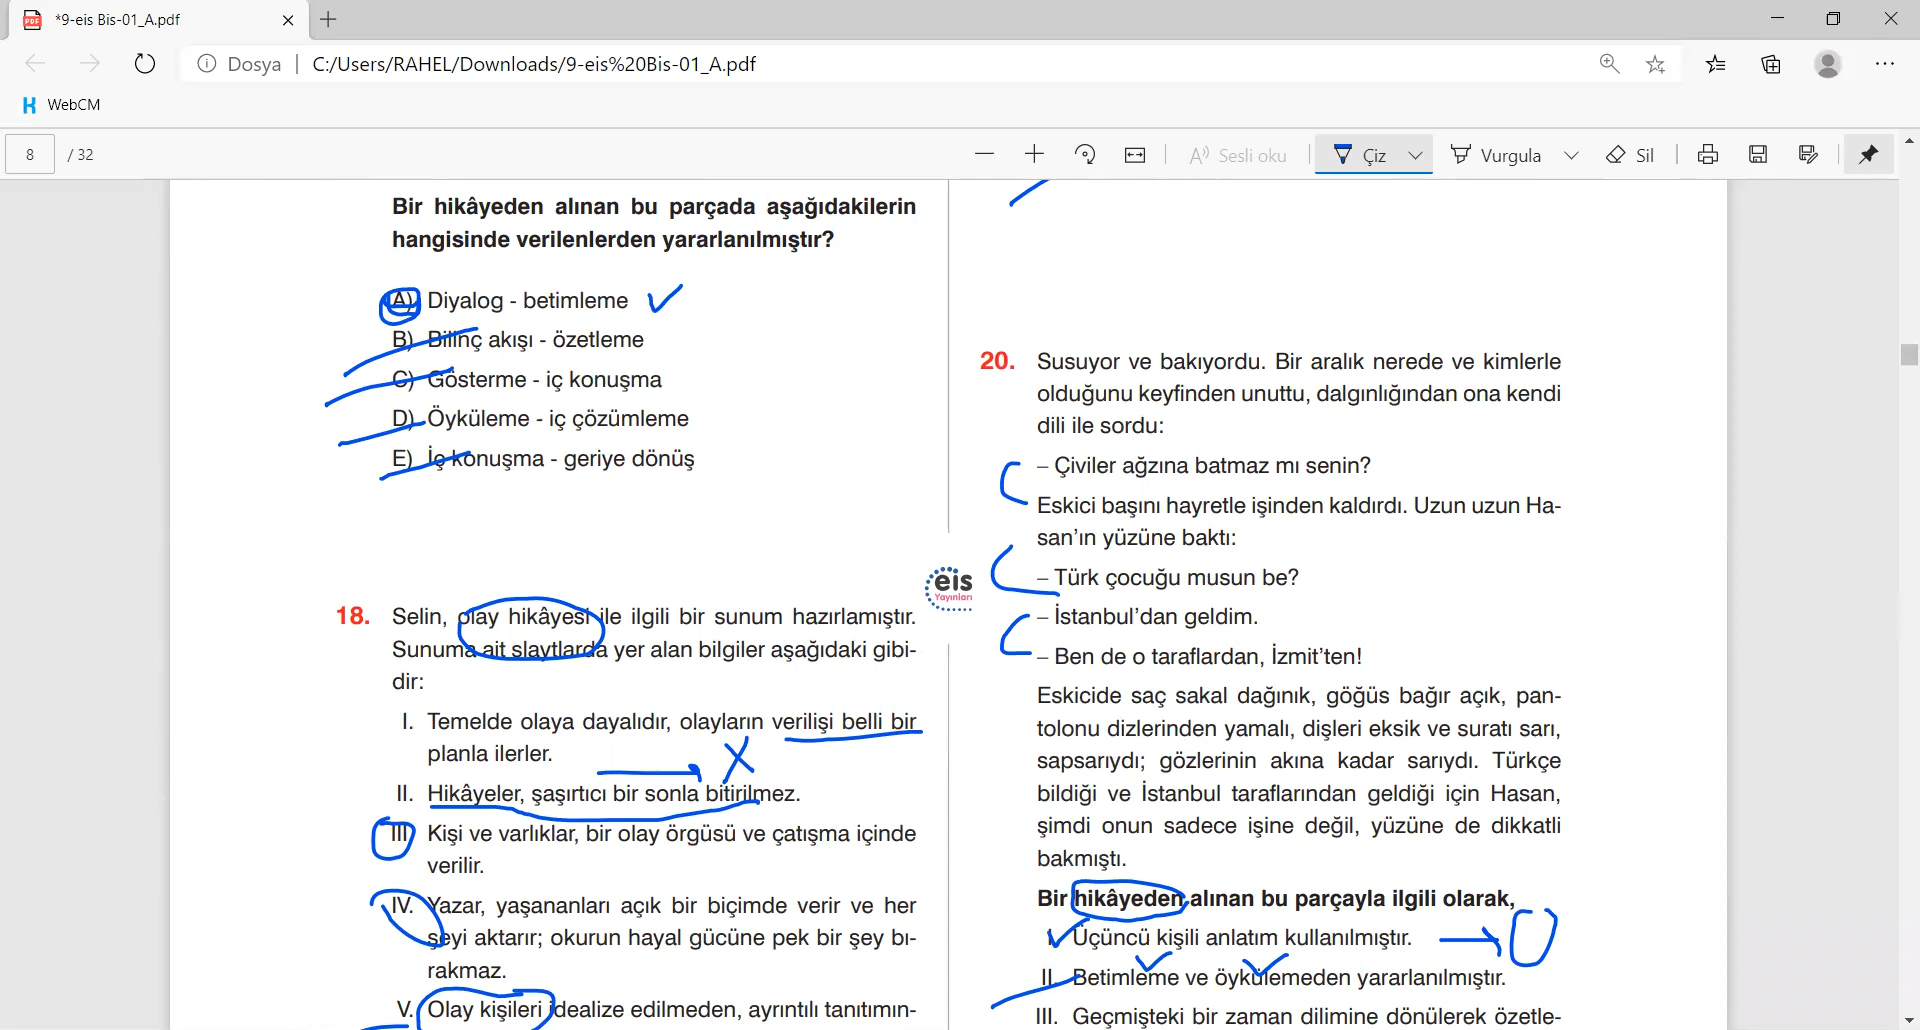 *9-eis Bis-01_A.pdf
Dosya
C:/Users/RAHEL/Downloads/9-eis%20Bis-01_A.pdf
WebCM
8 / 32
Sesli oku
Çiz
Vurgula
Sil
Bir hikâyeden alınan bu parçada aşağıdakilerin
hangisinde verilenlerden yararlanılmıştır?
A) Diyalog - betimleme
B) Bilinç akışı - özetleme
C) Gösterme - iç konuşma
D) Öyküleme - iç çözümleme
E) İç konuşma - geriye dönüş
18. Selin, olay hikâyesi ile ilgili bir sunum hazırlamıştır.
Sunuma ait slaytlarda yer alan bilgiler aşağıdaki gibi-
dir:
I. Temelde olaya dayalıdır, olayların verilişi belli bir
planla ilerler.
II. Hikâyeler, şaşırtıcı bir sonla bitirilmez.
III. Kişi ve varlıklar, bir olay örgüsü ve çatışma içinde
verilir.
IV. Yazar, yaşananları açık bir biçimde verir ve her
şeyi aktarır; okurun hayal gücüne pek bir şey bı-
rakmaz.
V. Olay kişileri idealize edilmeden, ayrıntılı tanıtımın-
eis
Yayınları
20. Susuyor ve bakıyordu. Bir aralık nerede ve kimlerle
olduğunu keyfinden unuttu, dalgınlığından ona kendi
dili ile sordu:
– Çiviler ağzına batmaz mı senin?
Eskici başını hayretle işinden kaldırdı. Uzun uzun Ha-
san'ın yüzüne baktı:
– Türk çocuğu musun be?
– İstanbul'dan geldim.
– Ben de o taraflardan, İzmit'ten!
Eskicide saç sakal dağınık, göğüs bağır açık, pan-
tolonu dizlerinden yamalı, dişleri eksik ve suratı sarı,
sapsarıydı; gözlerinin akına kadar sarıydı. Türkçe
bildiği ve İstanbul taraflarından geldiği için Hasan,
şimdi onun sadece işine değil, yüzüne de dikkatli
bakmıştı.
Bir hikâyeden alınan bu parçayla ilgili olarak,
I. Üçüncü kişili anlatım kullanılmıştır.
II. Betimleme ve öykülemeden yararlanılmıştır.
III. Geçmişteki bir zaman dilimine dönülerek özetle-